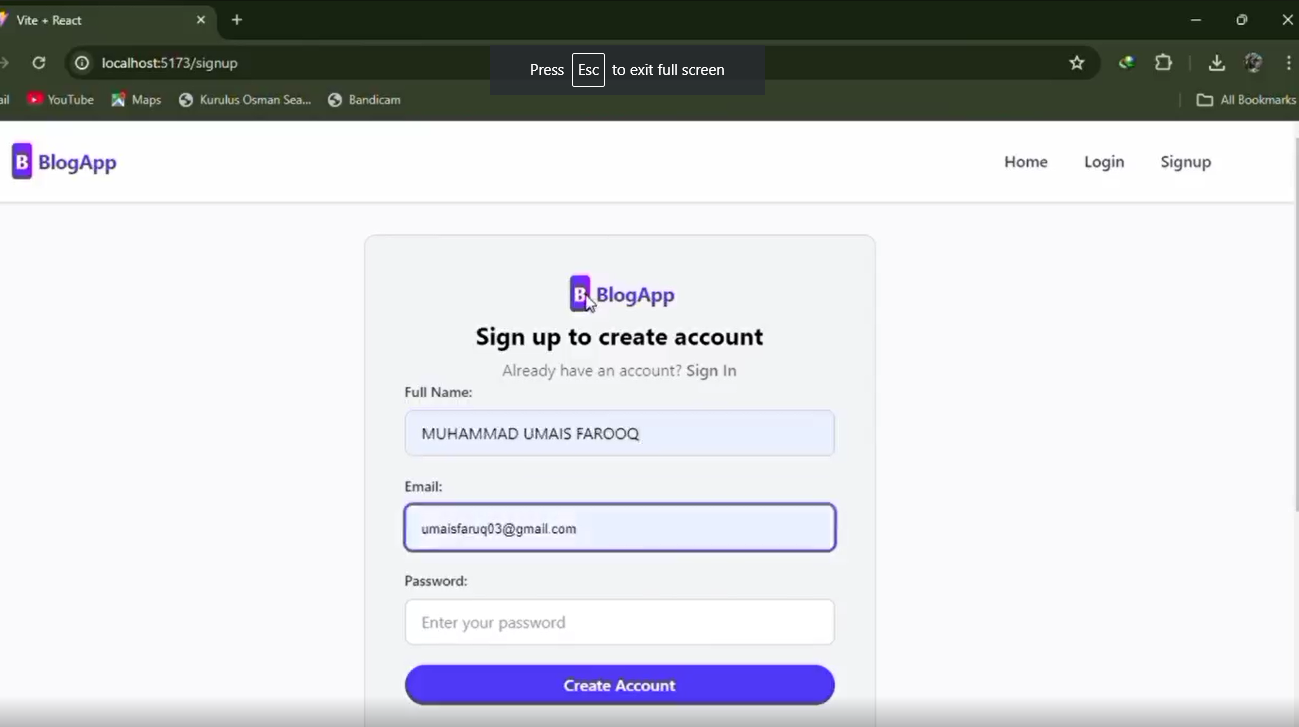 Vite + React
localhost:5173/signup
Press Esc to exit full screen
ail YouTube Maps Kurulus Osman Sea... Bandicam All Bookmarks
B BlogApp Home Login Signup
B BlogApp
Sign up to create account
Already have an account? Sign In
Full Name:
MUHAMMAD UMAIS FAROOQ
Email:
umaisfaruq03@gmail.com
Password:
Enter your password
Create Account